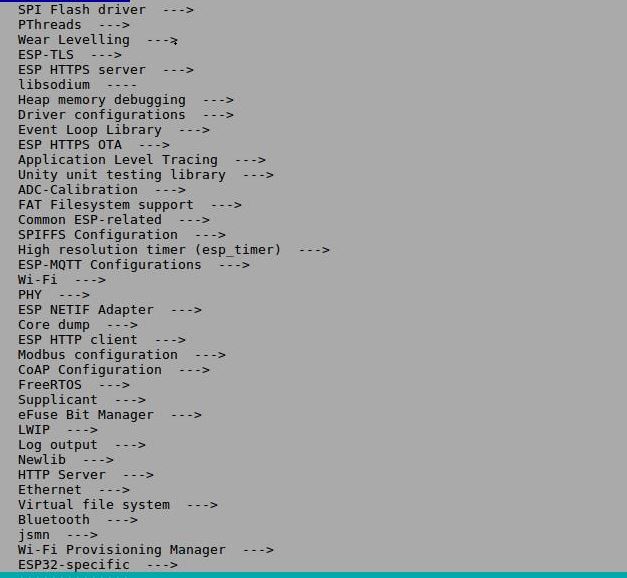 SPI Flash driver  --->
PThreads  --->
Wear Levelling  --->
ESP-TLS  --->
ESP HTTPS server  --->
libsodium  ----
Heap memory debugging  --->
Driver configurations  --->
Event Loop Library  --->
ESP HTTPS OTA  --->
Application Level Tracing  --->
Unity unit testing library  --->
ADC-Calibration  --->
FAT Filesystem support  --->
Common ESP-related  --->
SPIFFS Configuration  --->
High resolution timer (esp_timer)  --->
ESP-MQTT Configurations  --->
Wi-Fi  --->
PHY  --->
ESP NETIF Adapter  --->
Core dump  --->
ESP HTTP client  --->
Modbus configuration  --->
CoAP Configuration  --->
FreeRTOS  --->
Supplicant  --->
eFuse Bit Manager  --->
LWIP  --->
Log output  --->
Newlib  --->
HTTP Server  --->
Ethernet  --->
Virtual file system  --->
Bluetooth  --->
jsmn  --->
Wi-Fi Provisioning Manager  --->
ESP32-specific  --->